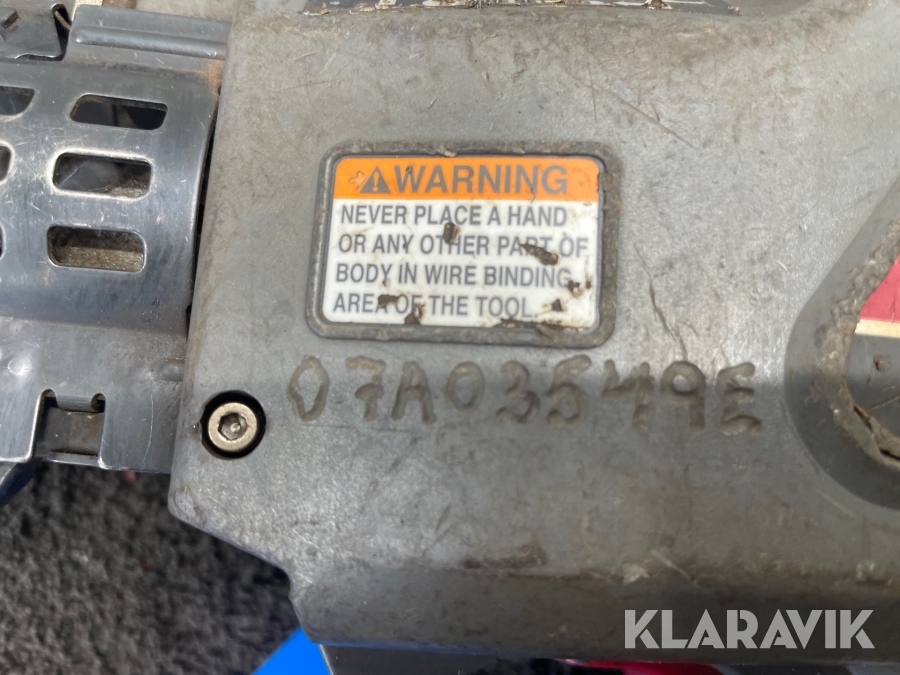 WARNING
NEVER PLACE A HAND
OR ANY OTHER PART OF
BODY IN WIRE BINDING
AREA OF THE TOOL.
07A03549E
KLARAVIK